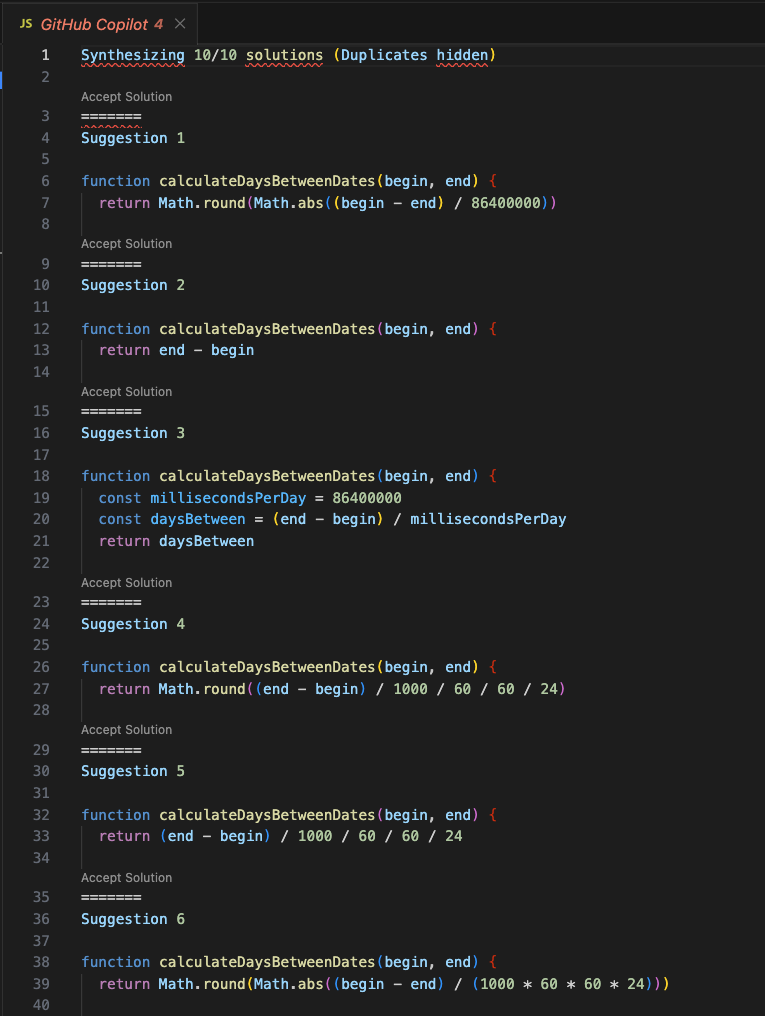 JS GitHub Copilot 4 ×
1 Synthesizing 10/10 solutions (Duplicates hidden)
2
Accept Solution
3 =======
4 Suggestion 1
5
6 function calculateDaysBetweenDates(begin, end) {
7 return Math.round(Math.abs((begin - end) / 86400000))
8
Accept Solution
9 =======
10 Suggestion 2
11
12 function calculateDaysBetweenDates(begin, end) {
13 return end - begin
14
Accept Solution
15 =======
16 Suggestion 3
17
18 function calculateDaysBetweenDates(begin, end) {
19 const millisecondsPerDay = 86400000
20 const daysBetween = (end - begin) / millisecondsPerDay
21 return daysBetween
22
Accept Solution
23 =======
24 Suggestion 4
25
26 function calculateDaysBetweenDates(begin, end) {
27 return Math.round((end - begin) / 1000 / 60 / 60 / 24)
28
Accept Solution
29 =======
30 Suggestion 5
31
32 function calculateDaysBetweenDates(begin, end) {
33 return (end - begin) / 1000 / 60 / 60 / 24
34
Accept Solution
35 =======
36 Suggestion 6
37
38 function calculateDaysBetweenDates(begin, end) {
39 return Math.round(Math.abs((begin - end) / (1000 * 60 * 60 * 24)))
40